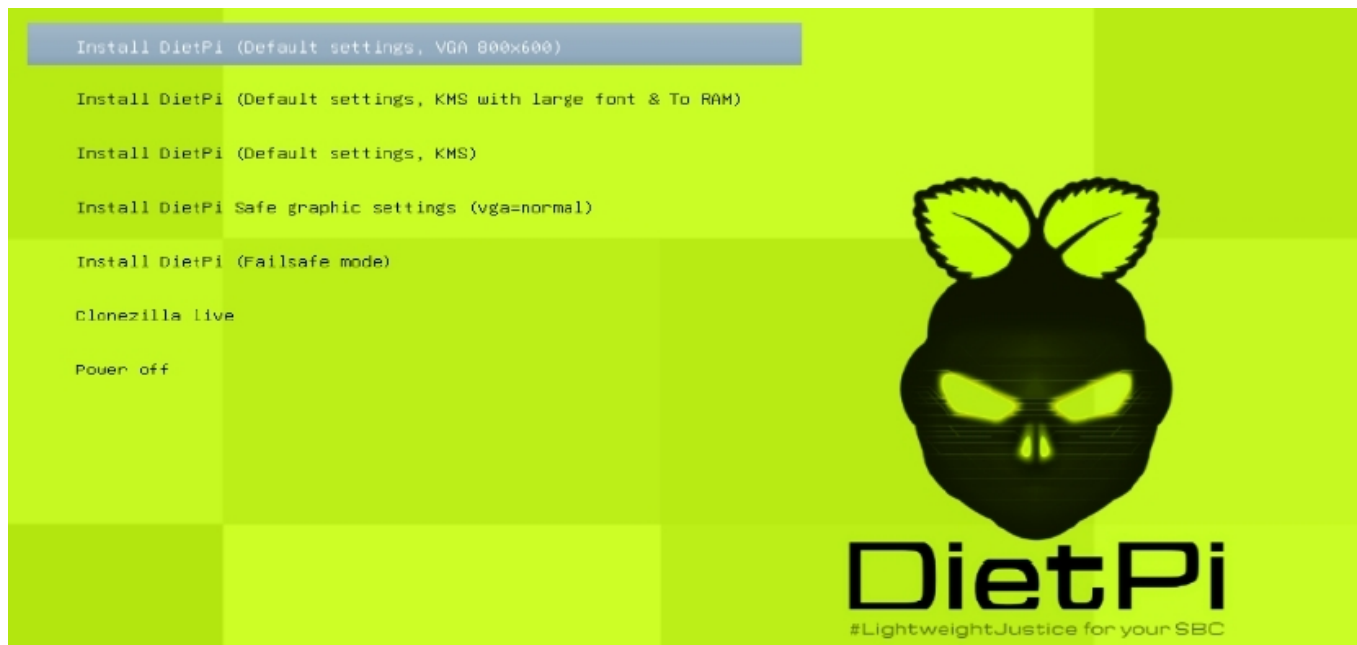 Install DietPi (Default settings, VGA 800x600)
Install DietPi (Default settings, KMS with large font & To RAM)
Install DietPi (Default settings, KMS)
Install DietPi Safe graphic settings (vga=normal)
Install DietPi (Failsafe mode)
Clonezilla live
Power off
DietPi
#LightweightJustice for your SBC